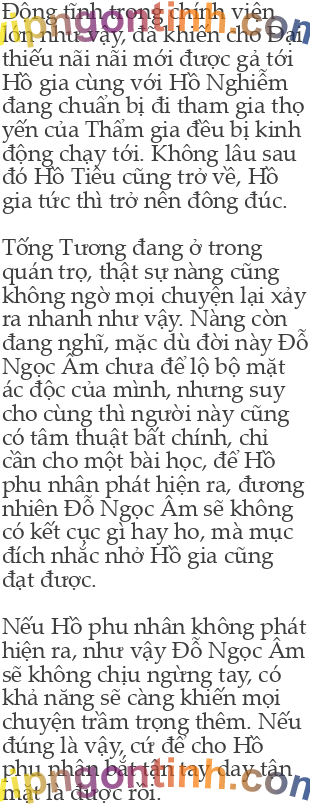 Động tĩnh trong chính viện
lớn như vậy, đã khiến cho Đại
thiếu nãi nãi mới được gả tới
Hồ gia cùng với Hồ Nghiễm
đang chuẩn bị đi tham gia thọ
yến của Thẩm gia đều bị kinh
động chạy tới. Không lâu sau
đó Hồ Tiêu cũng trở về, Hồ
gia tức thì trở nên đông đúc.
Tống Tương đang ở trong
quán trọ, thật sự nàng cũng
không ngờ mọi chuyện lại xảy
ra nhanh như vậy. Nàng còn
đang nghĩ, mặc dù đời này Đỗ
Ngọc Âm chưa để lộ bộ mặt
ác độc của mình, nhưng suy
cho cùng thì người này cũng
có tâm thuật bất chính, chỉ
cần cho một bài học, để Hồ
phu nhân phát hiện ra, đương
nhiên Đỗ Ngọc Âm sẽ không
có kết cục gì hay ho, mà mục
đích nhắc nhở Hồ gia cũng
đạt được.
Nếu Hồ phu nhân không phát
hiện ra, như vậy Đỗ Ngọc Âm
sẽ không chịu ngừng tay, có
khả năng sẽ càng khiến mọi
chuyện trầm trọng thêm. Nếu
đúng là vậy, cứ để cho Hồ
phu nhân bắt tận tay day tận
mặt là được rồi.
vipngontinh.com
vipngontinh.com